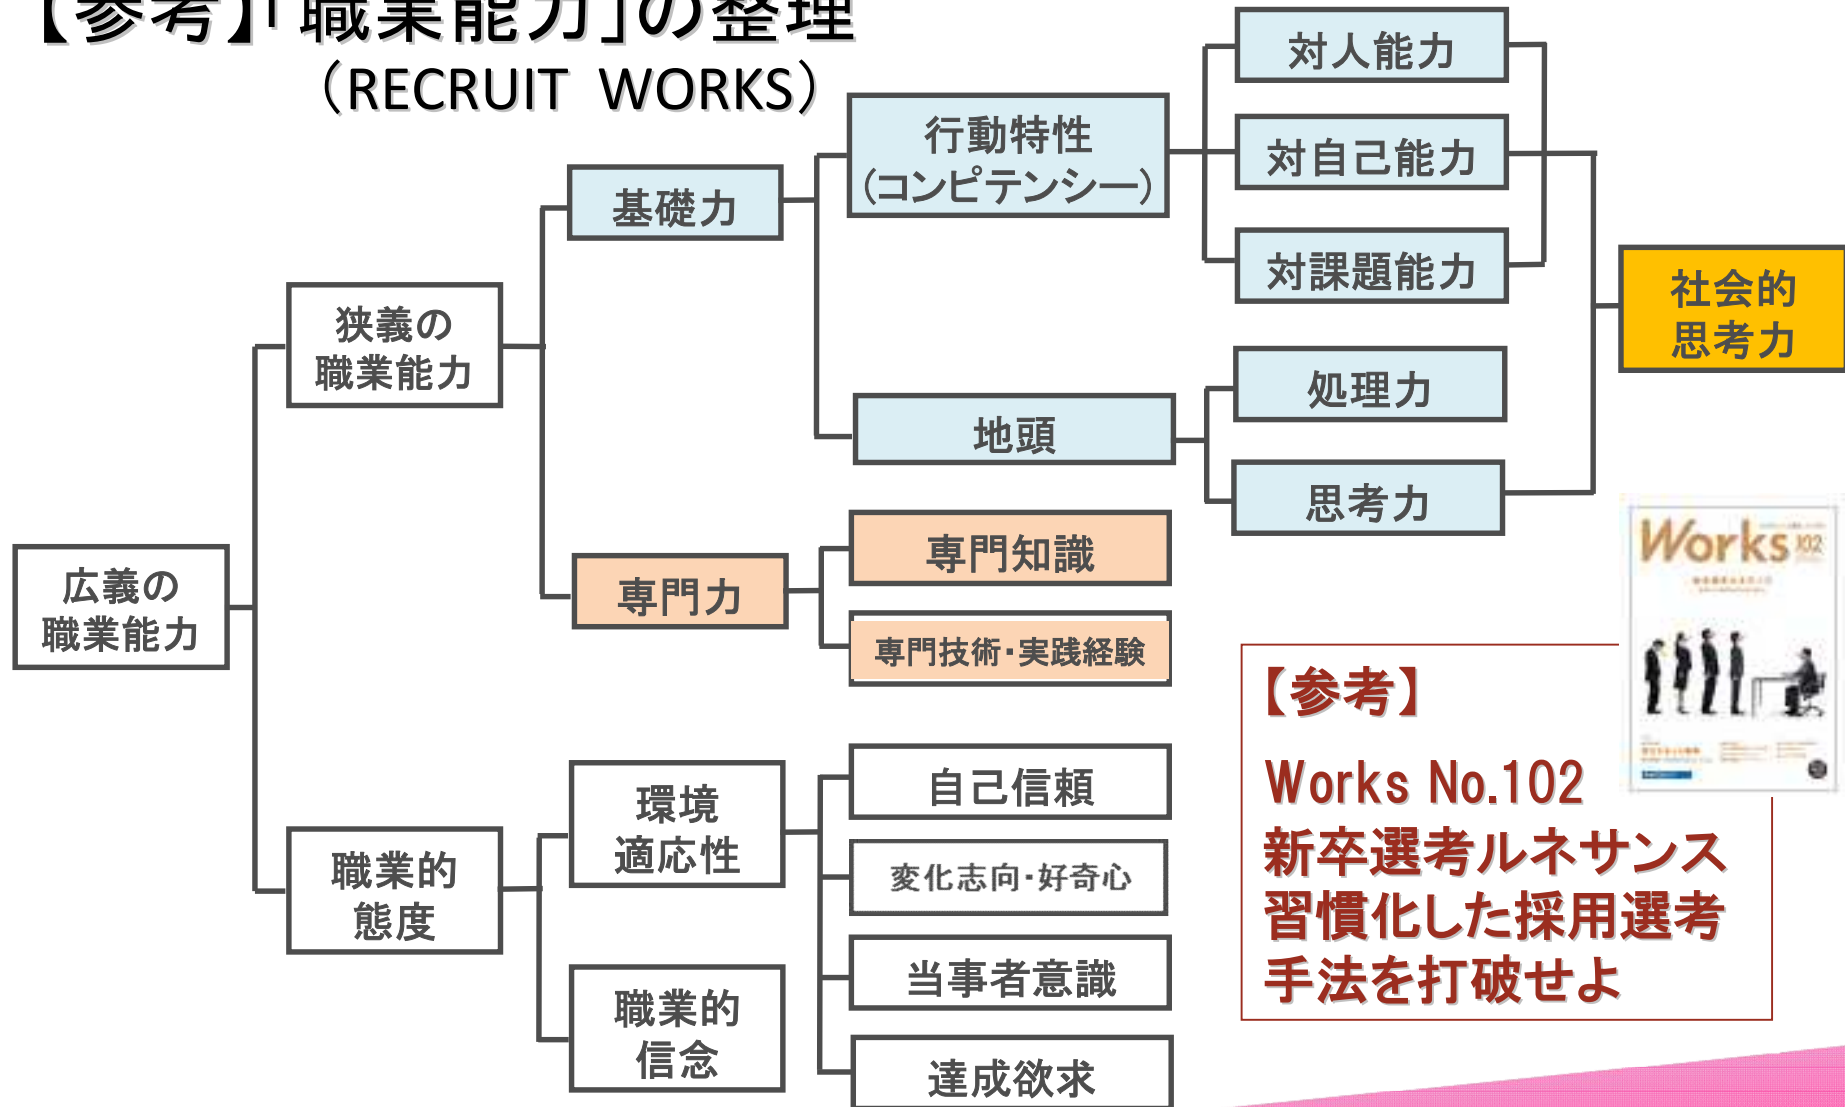 【参考】「職業能力」の整理
（RECRUIT WORKS）
対人能力
行動特性
（コンピテンシー）
対自己能力
基礎力
対課題能力
社会的
思考力
狭義の
職業能力
処理力
地頭
思考力
専門知識
広義の
職業能力
専門力
専門技術・実践経験
環境
適応性
自己信頼
変化志向・好奇心
職業的
態度
当事者意識
職業的
信念
達成欲求
Works 102
【参考】
Works No.102
新卒選考ルネサンス
習慣化した採用選考
手法を打破せよ